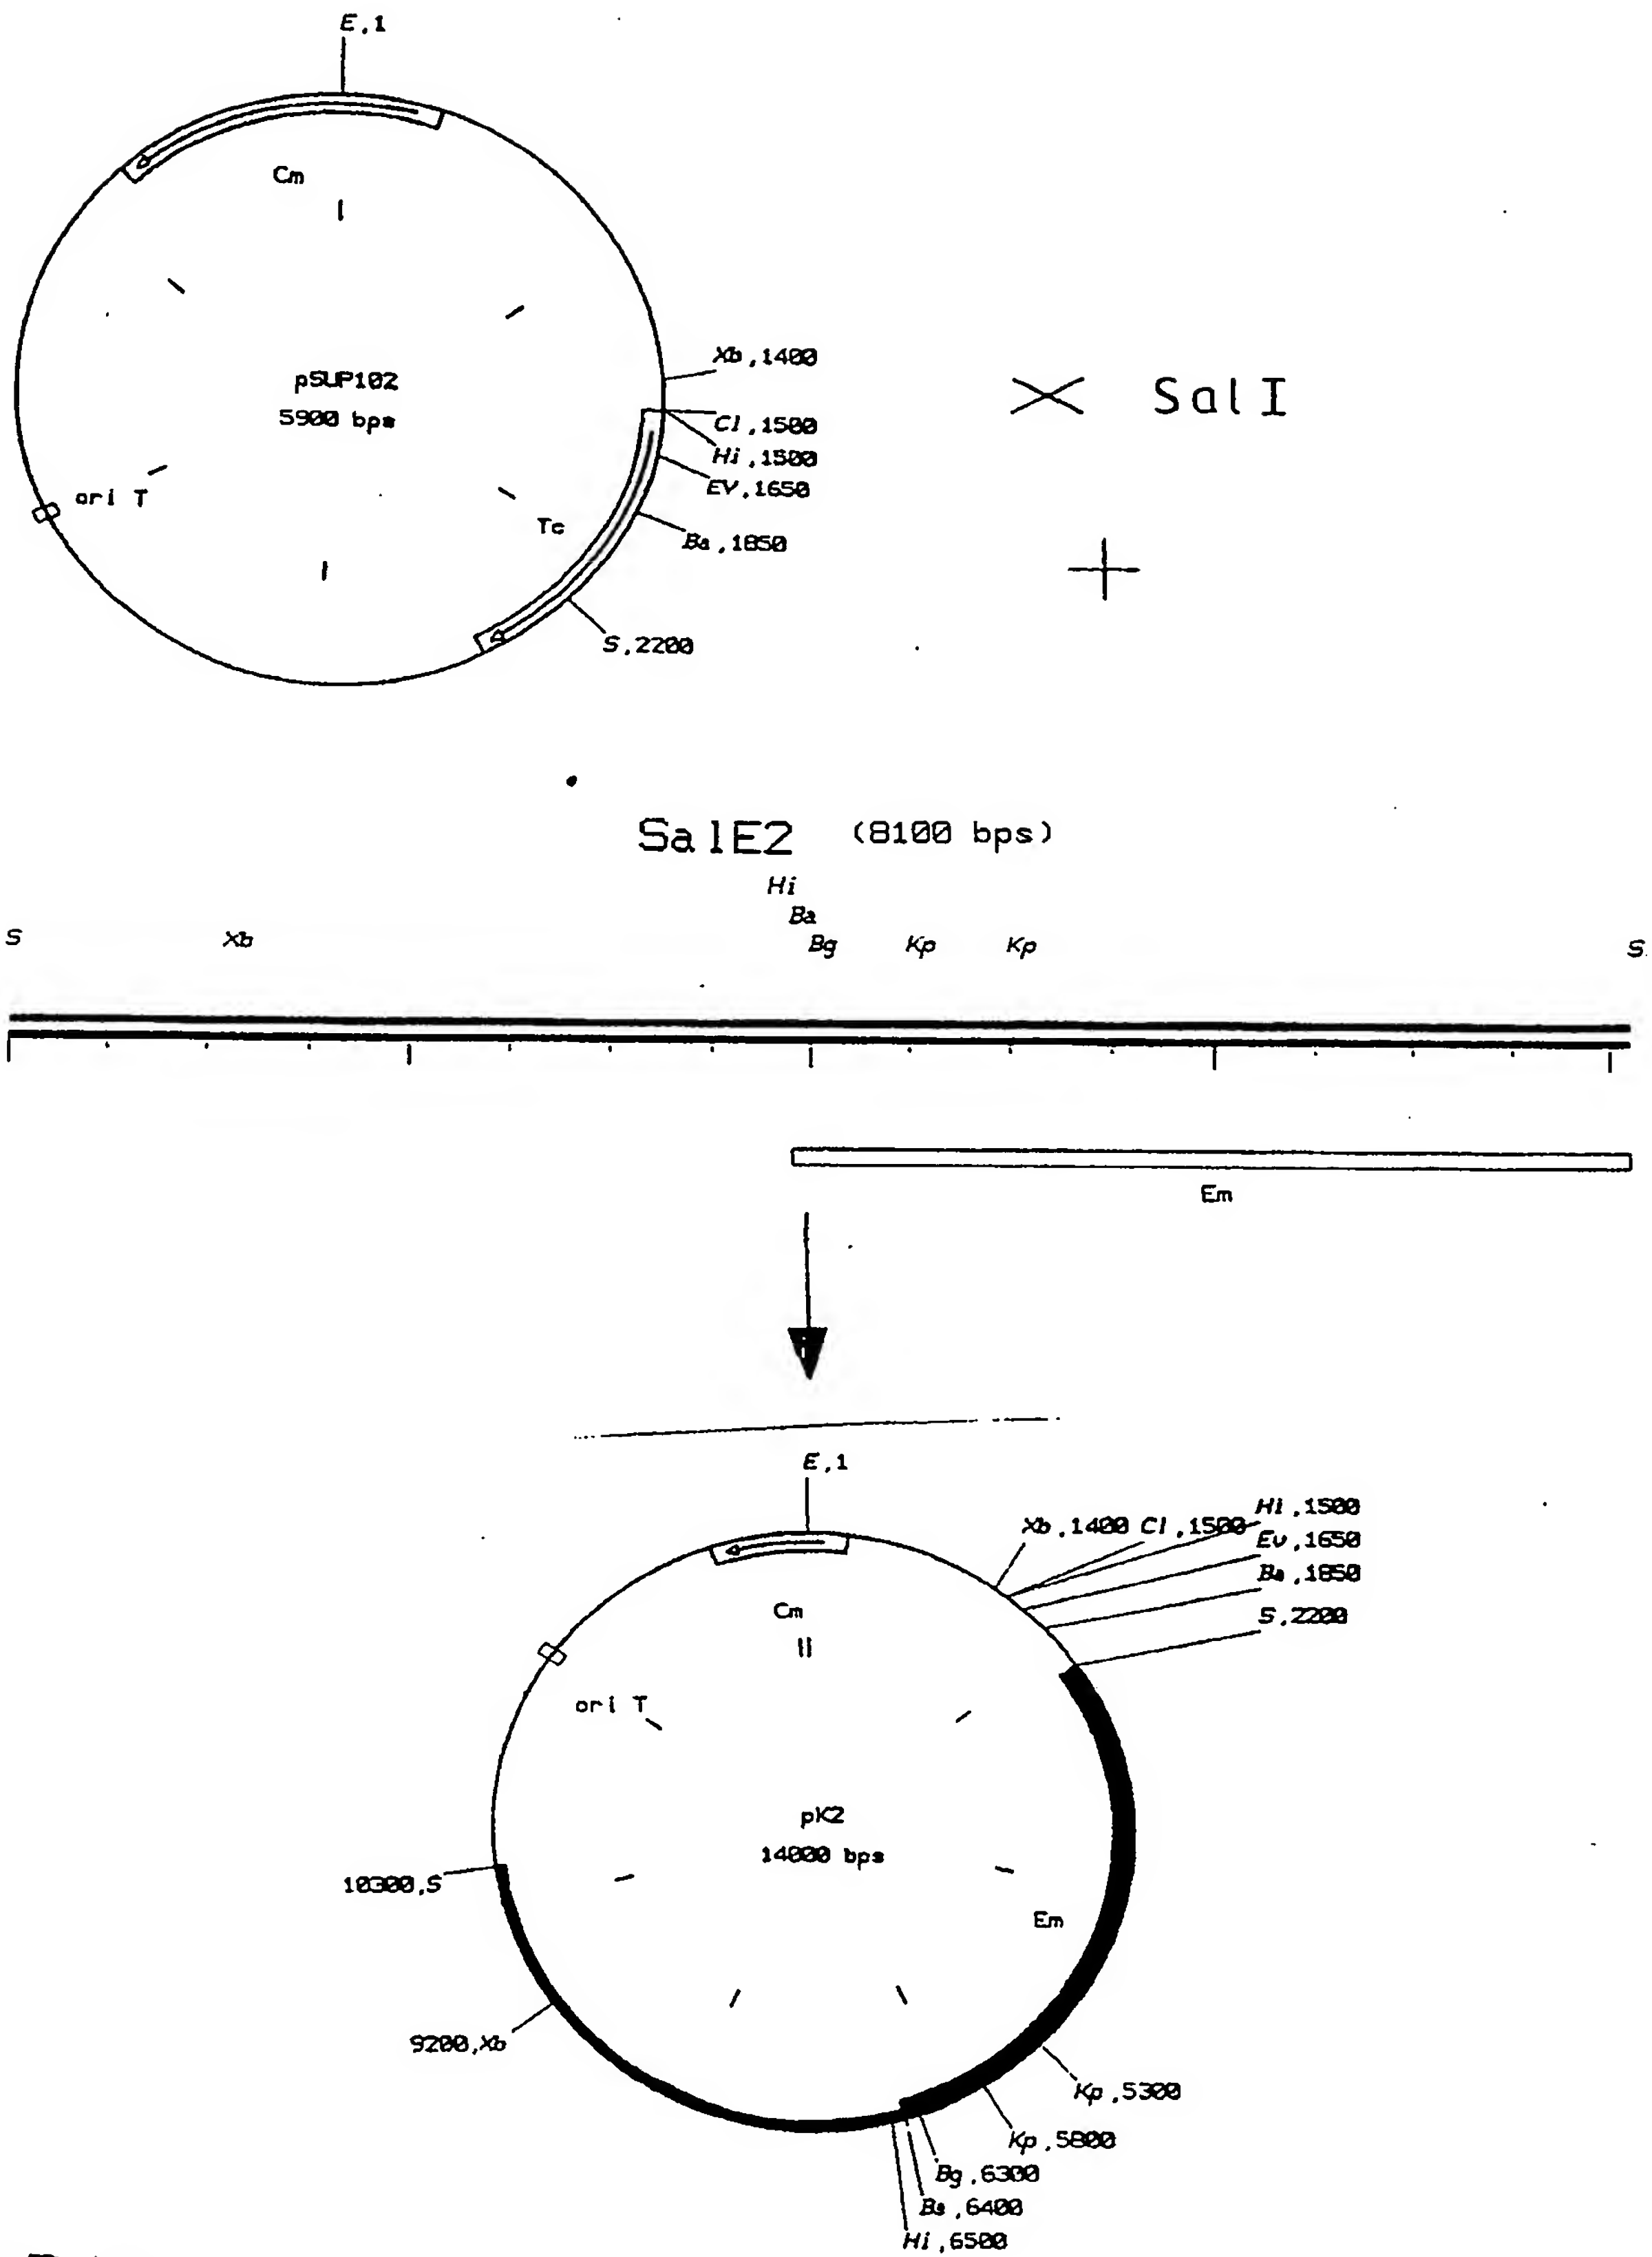 E,1
Cm
pSUP102
5900 bps
ori T
Tc
Xb,1400
Cl,1500
Hi,1500
EV,1650
Ba,1850
S,2200
SalI
+
SalE2 (8100 bps)
Hi
Ba
S Xb Bg Kp Kp S
Em
E,1
Xb,1400 Cl,1500 Hi,1500
Ev,1650
Ba,1850
S,2200
Cm
ori T
pK2
14000 bps
10300,S
Em
9200,Xb
Kp,5300
Kp,5800
Bg,6300
Ba,6400
Hi,6500